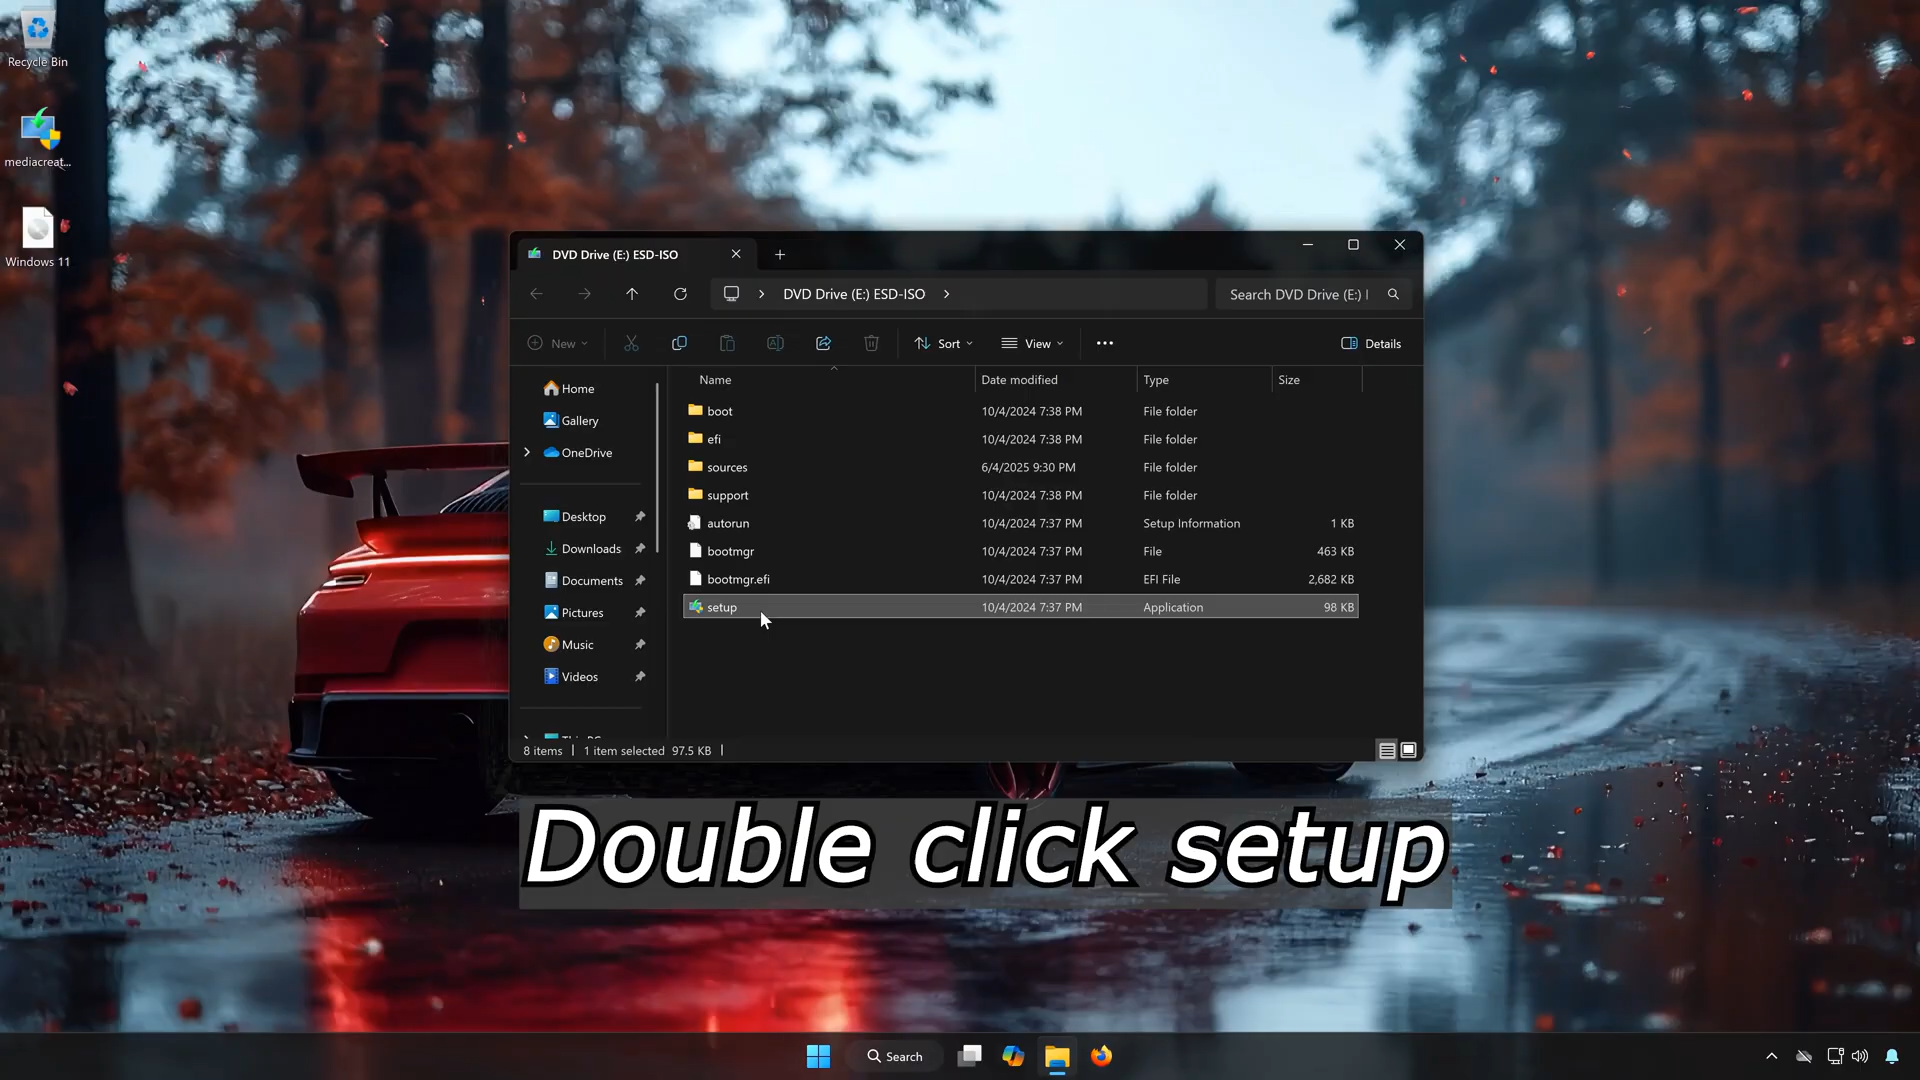 Recycle Bin
mediacreat...
Windows 11
DVD Drive (E:) ESD-ISO
DVD Drive (E:) ESD-ISO
Search DVD Drive (E:)
New
Sort
View
Details
Name Date modified Type Size
Home
Gallery
OneDrive
Desktop
Downloads
Documents
Pictures
Music
Videos
boot 10/4/2024 7:38 PM File folder
efi 10/4/2024 7:38 PM File folder
sources 6/4/2025 9:30 PM File folder
support 10/4/2024 7:38 PM File folder
autorun 10/4/2024 7:37 PM Setup Information 1 KB
bootmgr 10/4/2024 7:37 PM File 463 KB
bootmgr.efi 10/4/2024 7:37 PM EFI File 2,682 KB
setup 10/4/2024 7:37 PM Application 98 KB
8 items 1 item selected 97.5 KB
Double click setup
Search